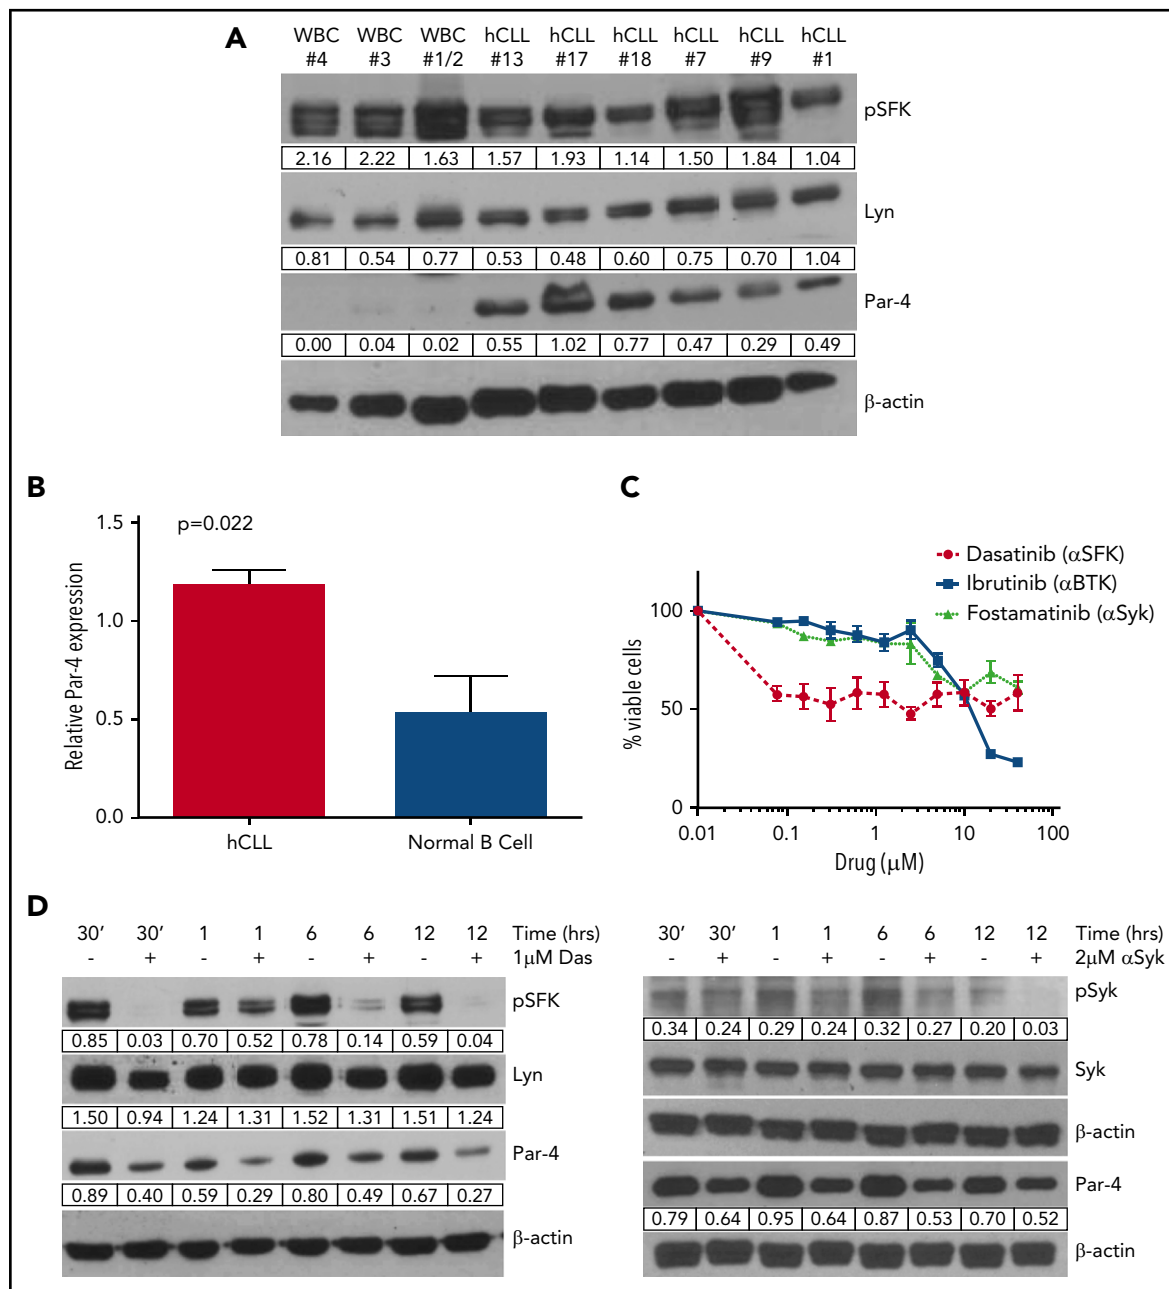 A
WBC WBC WBC hCLL hCLL hCLL hCLL hCLL hCLL
#4 #3 #1/2 #13 #17 #18 #7 #9 #1
pSFK
2.16 2.22 1.63 1.57 1.93 1.14 1.50 1.84 1.04
Lyn
0.81 0.54 0.77 0.53 0.48 0.60 0.75 0.70 1.04
Par-4
0.00 0.04 0.02 0.55 1.02 0.77 0.47 0.29 0.49
β-actin
B
Relative Par-4 expression
1.5
1.0
0.5
0.0
p=0.022
hCLL Normal B Cell
C
Dasatinib (αSFK)
Ibrutinib (αBTK)
Fostamatinib (αSyk)
% viable cells
100
50
0
0.01 0.1 1 10 100
Drug (μM)
D
30' 30' 1 1 6 6 12 12 Time (hrs)
- + - + - + - + 1μM Das
pSFK
0.85 0.03 0.70 0.52 0.78 0.14 0.59 0.04
Lyn
1.50 0.94 1.24 1.31 1.52 1.31 1.51 1.24
Par-4
0.89 0.40 0.59 0.29 0.80 0.49 0.67 0.27
β-actin
30' 30' 1 1 6 6 12 12 Time (hrs)
- + - + - + - + 2μM αSyk
pSyk
0.34 0.24 0.29 0.24 0.32 0.27 0.20 0.03
Syk
β-actin
Par-4
0.79 0.64 0.95 0.64 0.87 0.53 0.70 0.52
β-actin